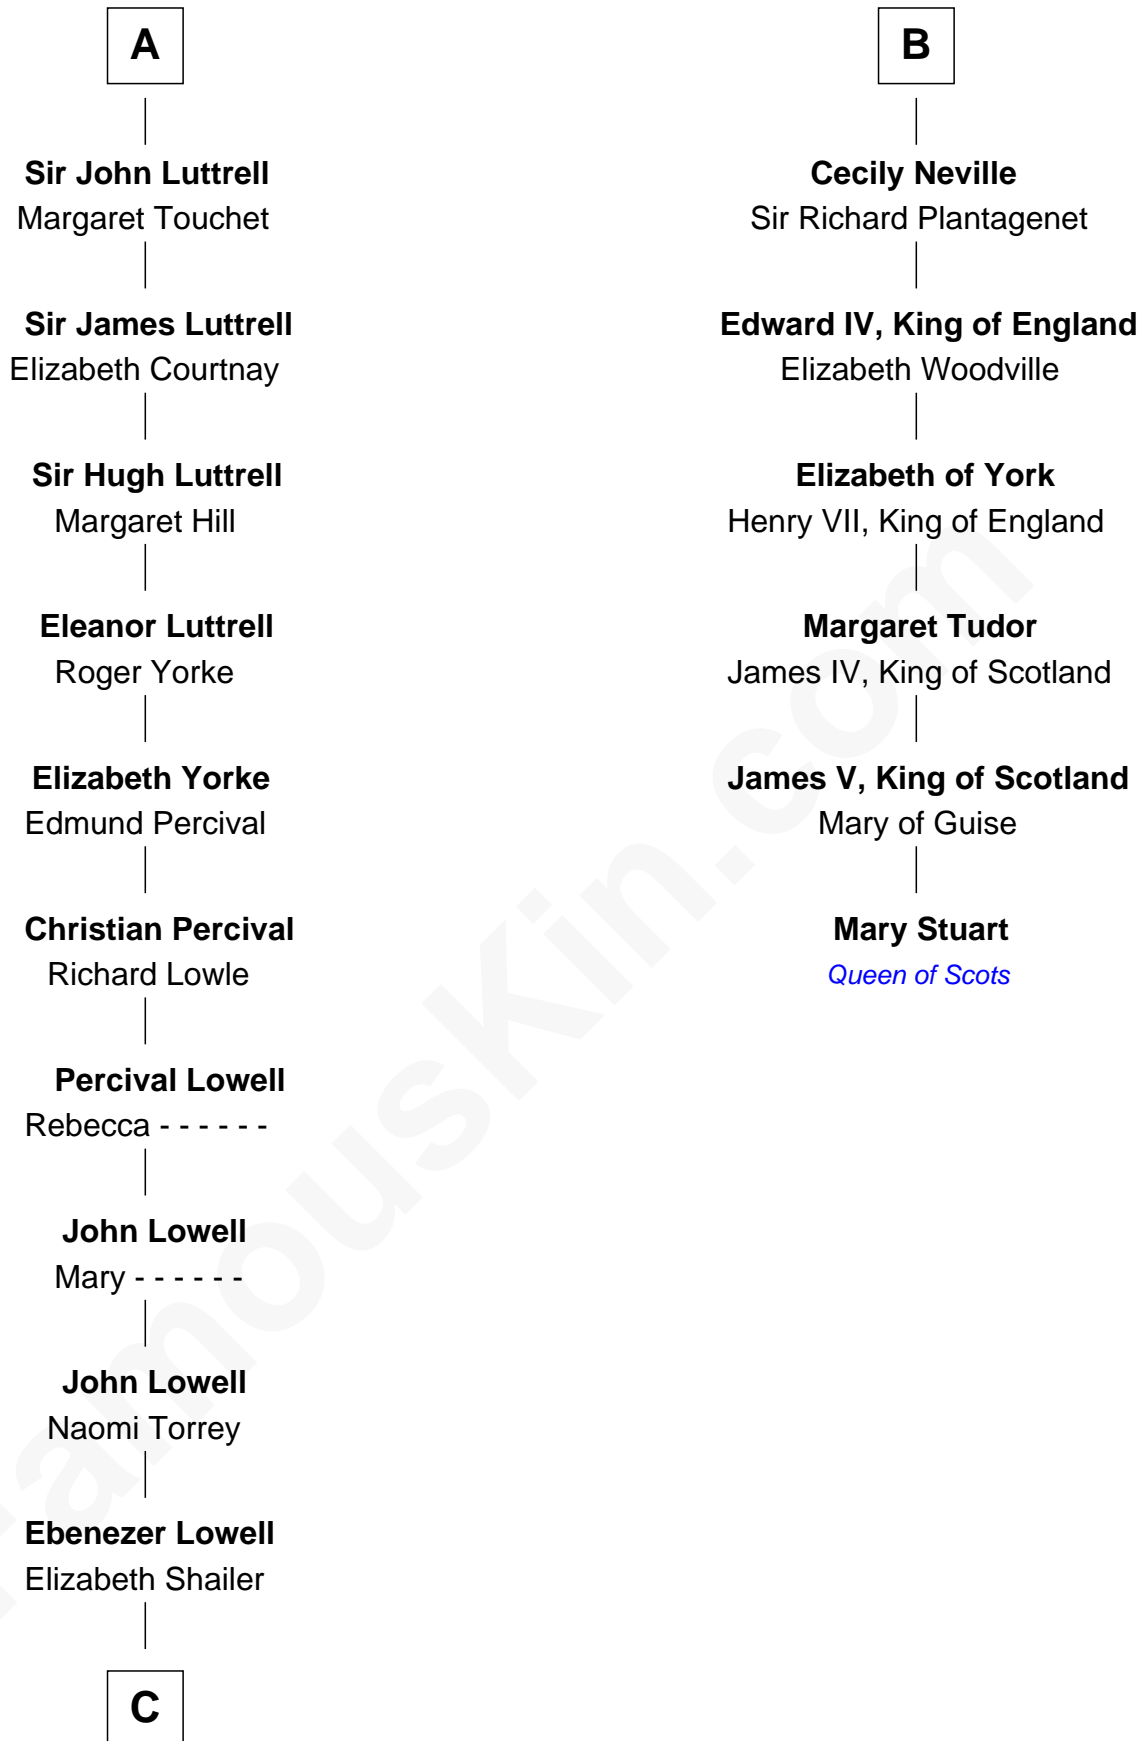 A
Sir John Luttrell
Margaret Touchet
Sir James Luttrell
Elizabeth Courtnay
Sir Hugh Luttrell
Margaret Hill
Eleanor Luttrell
Roger Yorke
Elizabeth Yorke
Edmund Percival
Christian Percival
Richard Lowle
Percival Lowell
Rebecca - - - - - -
John Lowell
Mary - - - - - -
John Lowell
Naomi Torrey
Ebenezer Lowell
Elizabeth Shailer
C
B
Cecily Neville
Sir Richard Plantagenet
Edward IV, King of England
Elizabeth Woodville
Elizabeth of York
Henry VII, King of England
Margaret Tudor
James IV, King of Scotland
James V, King of Scotland
Mary of Guise
Mary Stuart
Queen of Scots
FamousKin.com